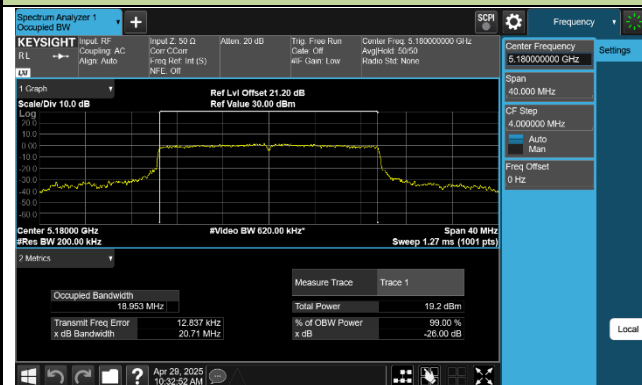 Spectrum Analyzer 1
Occupied BW
+
SCPI
Frequency
KEYSIGHT
RL
Input: RF
Coupling: AC
Align: Auto
Input Z: 50 Ω
Corr CCorr
Freq Ref: Int (S)
NFE: Off
Atten: 20 dB
Trig: Free Run
Gate: Off
#IF Gain: Low
Center Freq: 5.180000000 GHz
Avg|Hold: 50/50
Radio Std: None
LXI
1 Graph
Scale/Div 10.0 dB
Ref Lvl Offset 21.20 dB
Ref Value 30.00 dBm
Log
20.0
10.0
0.00
-10.0
-20.0
-30.0
-40.0
-50.0
-60.0
Center 5.18000 GHz
#Res BW 200.00 kHz
#Video BW 620.00 kHz*
Span 40 MHz
Sweep 1.27 ms (1001 pts)
2 Metrics
Measure Trace
Trace 1
Occupied Bandwidth
18.953 MHz
Total Power
19.2 dBm
Transmit Freq Error
12.837 kHz
% of OBW Power
99.00 %
x dB Bandwidth
20.71 MHz
x dB
-26.00 dB
Center Frequency
5.180000000 GHz
Settings
Span
40.000 MHz
CF Step
4.000000 MHz
Auto
Man
Freq Offset
0 Hz
Local
?
Apr 29, 2025
10:32:52 AM